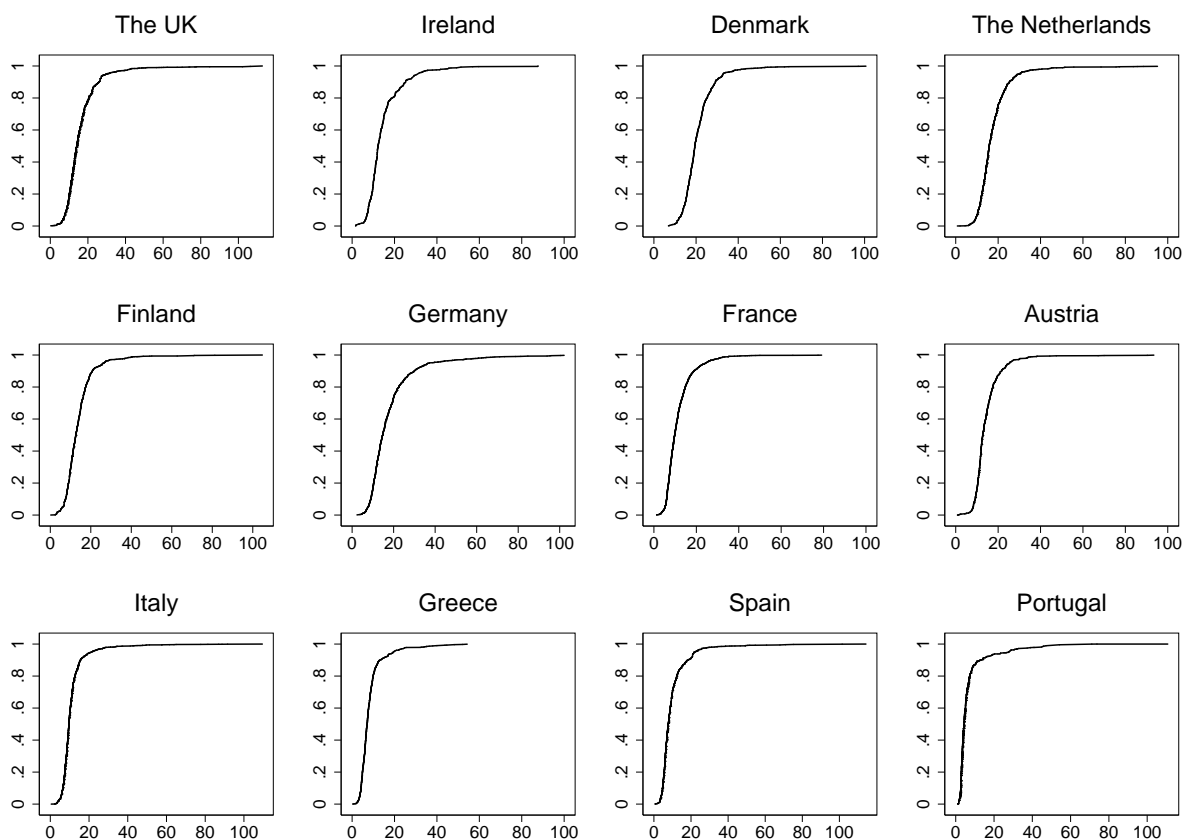 The UK
Ireland
Denmark
The Netherlands
0 .2 .4 .6 .8 1
0 .2 .4 .6 .8 1
0 .2 .4 .6 .8 1
0 .2 .4 .6 .8 1
0 20 40 60 80 100
0 20 40 60 80 100
0 20 40 60 80 100
0 20 40 60 80 100
Finland
Germany
France
Austria
0 .2 .4 .6 .8 1
0 .2 .4 .6 .8 1
0 .2 .4 .6 .8 1
0 .2 .4 .6 .8 1
0 20 40 60 80 100
0 20 40 60 80 100
0 20 40 60 80 100
0 20 40 60 80 100
Italy
Greece
Spain
Portugal
0 .2 .4 .6 .8 1
0 .2 .4 .6 .8 1
0 .2 .4 .6 .8 1
0 .2 .4 .6 .8 1
0 20 40 60 80 100
0 20 40 60 80 100
0 20 40 60 80 100
0 20 40 60 80 100